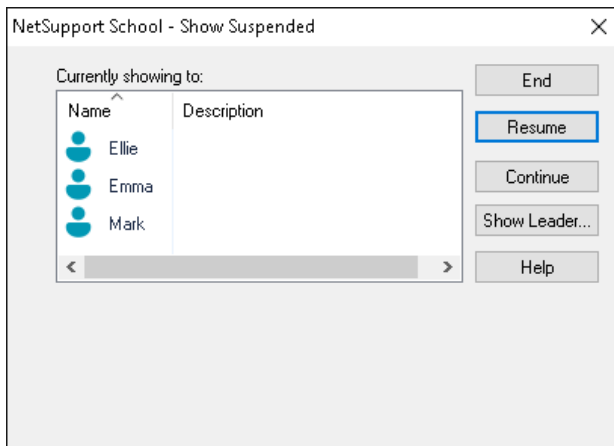 NetSupport School - Show Suspended
Currently showing to:
Name Description
Ellie
Emma
Mark
End
Resume
Continue
Show Leader...
Help